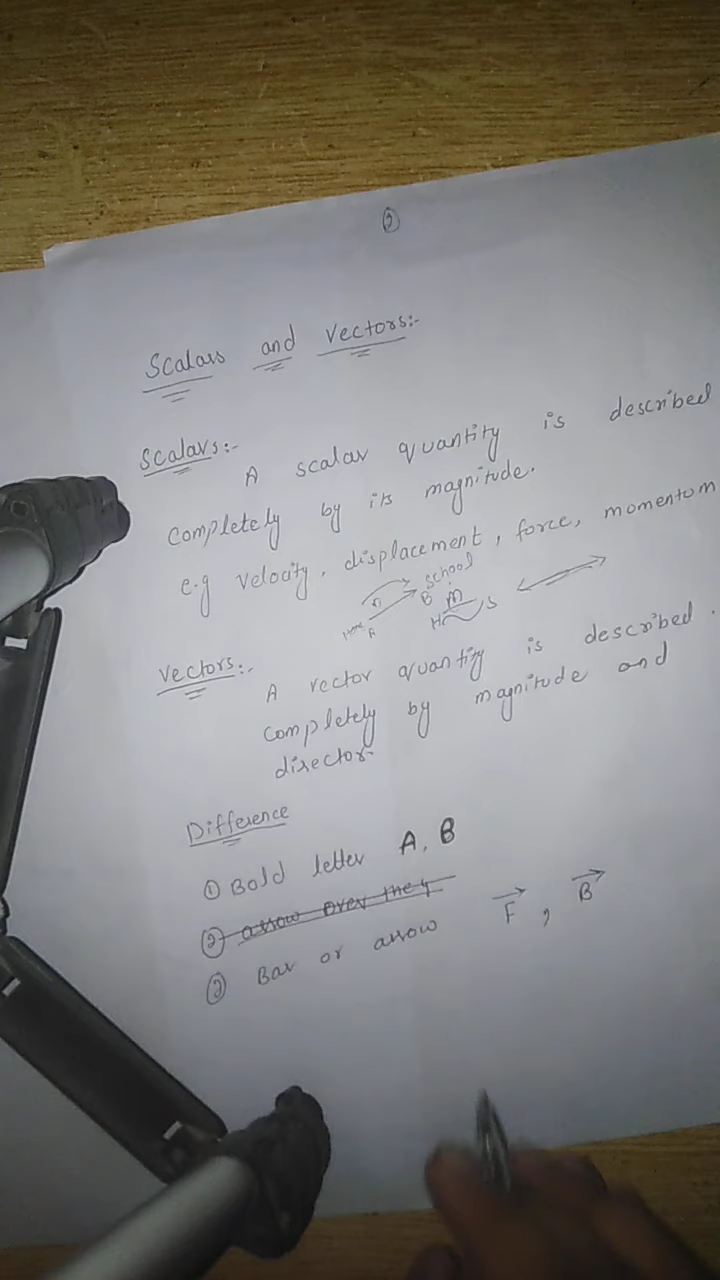 2
Scalars and Vectors:-
Scalars:-
A scalar quantity is described
completely by its magnitude.
e.g velocity, displacement, force, momentum
School
Home A B H M S
Vectors:-
A vector quantity is described.
completely by magnitude and
director.
Difference
① Bold letter A, B
② arrow over the
② Bar or arrow F, B